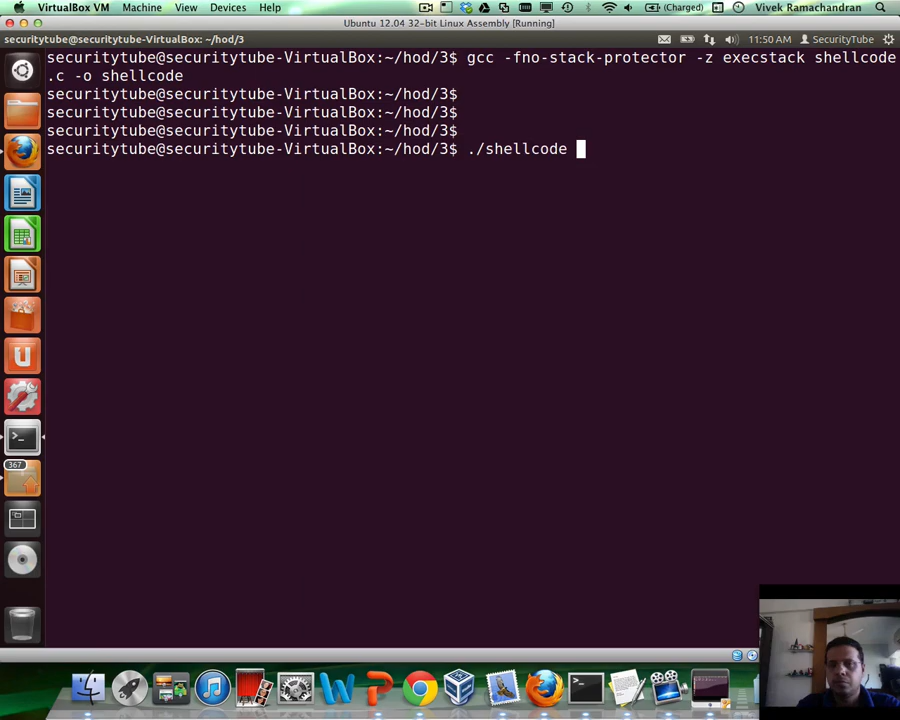 VirtualBox VM Machine View Devices Help (Charged) Vivek Ramachandran
Ubuntu 12.04 32-bit Linux Assembly [Running]
securitytube@securitytube-VirtualBox: ~/hod/3 11:50 AM SecurityTube
securitytube@securitytube-VirtualBox:~/hod/3$ gcc -fno-stack-protector -z execstack shellcode
.c -o shellcode
securitytube@securitytube-VirtualBox:~/hod/3$
securitytube@securitytube-VirtualBox:~/hod/3$
securitytube@securitytube-VirtualBox:~/hod/3$
securitytube@securitytube-VirtualBox:~/hod/3$ ./shellcode
367